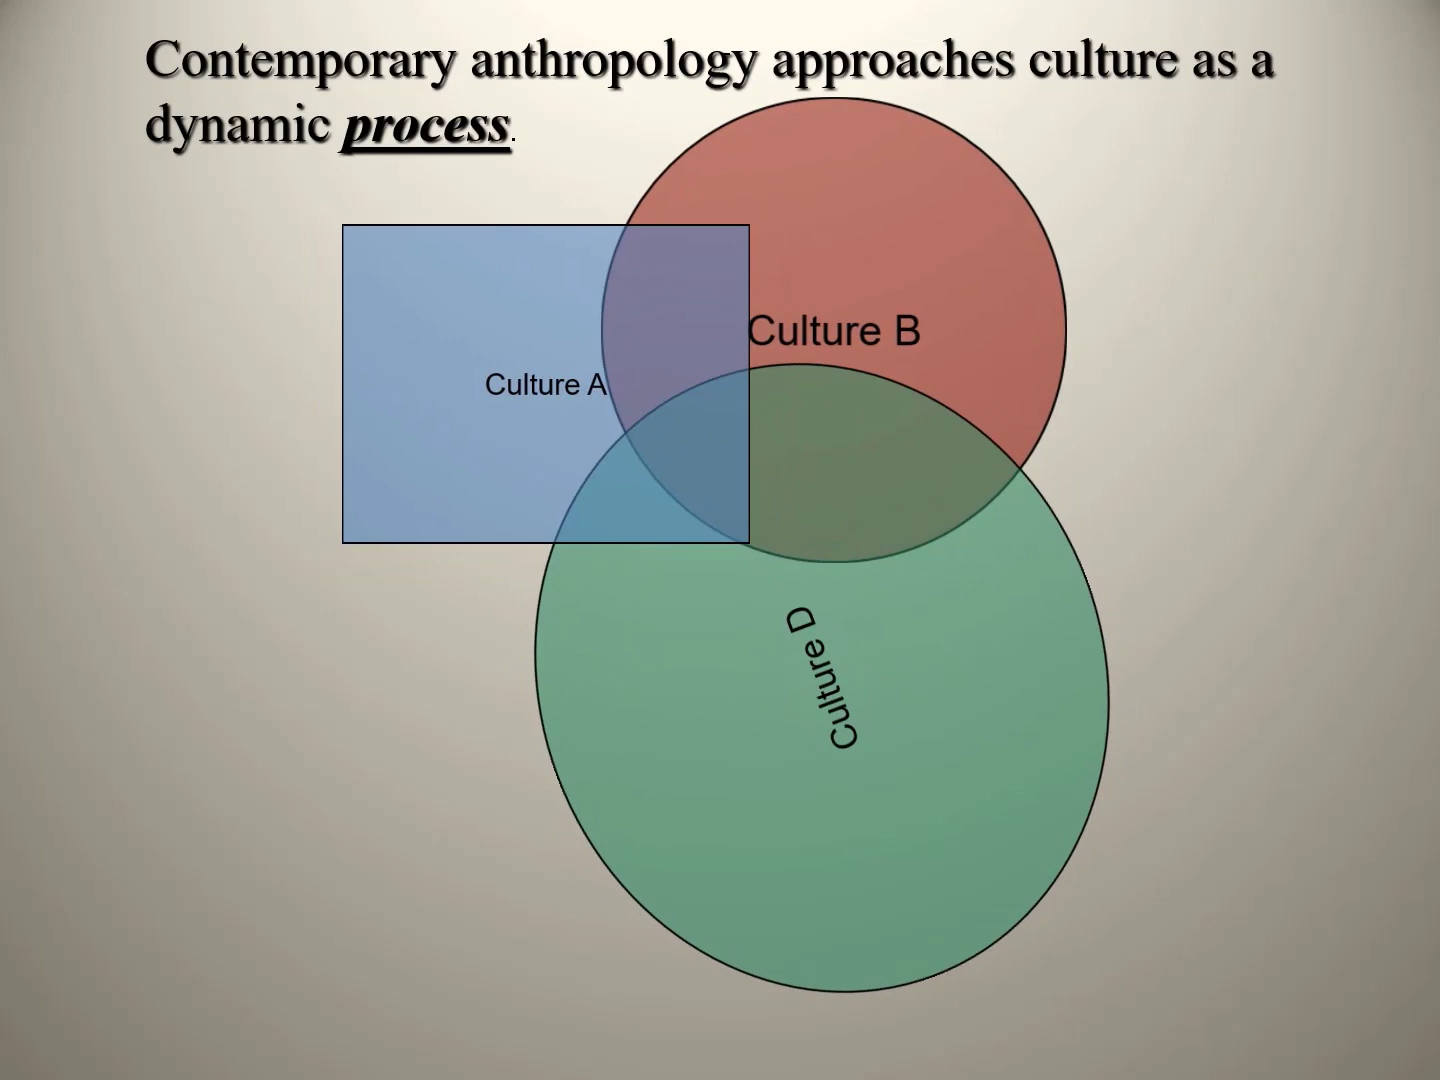 Contemporary anthropology approaches culture as a
dynamic process.
Culture B
Culture A
Culture D